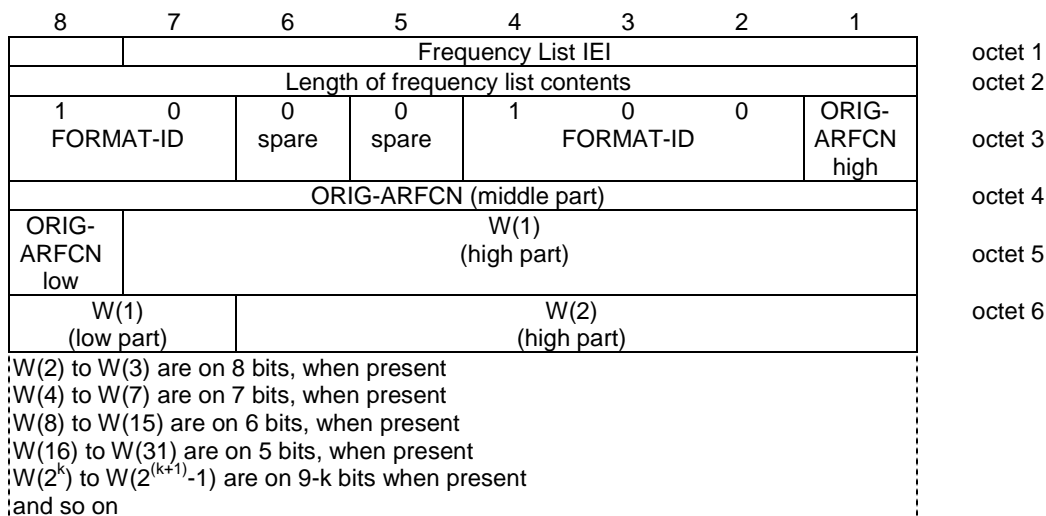 8 7 6 5 4 3 2 1
Frequency List IEI octet 1
Length of frequency list contents octet 2
1 0 0 0 1 0 0 ORIG-
FORMAT-ID spare spare FORMAT-ID ARFCN octet 3
high
ORIG-ARFCN (middle part) octet 4
ORIG- W(1)
ARFCN (high part) octet 5
low
W(1) W(2) octet 6
(low part) (high part)
W(2) to W(3) are on 8 bits, when present
W(4) to W(7) are on 7 bits, when present
W(8) to W(15) are on 6 bits, when present
W(16) to W(31) are on 5 bits, when present
W(2^k) to W(2^(k+1)-1) are on 9-k bits when present
and so on